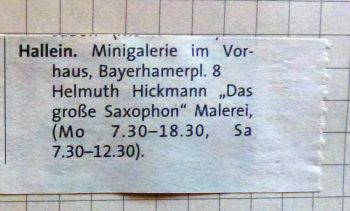 Hallein. Minigalerie im Vor-
haus, Bayerhamerpl. 8
Helmuth Hickmann „Das
große Saxophon“ Malerei,
(Mo 7.30–18.30, Sa
7.30–12.30).